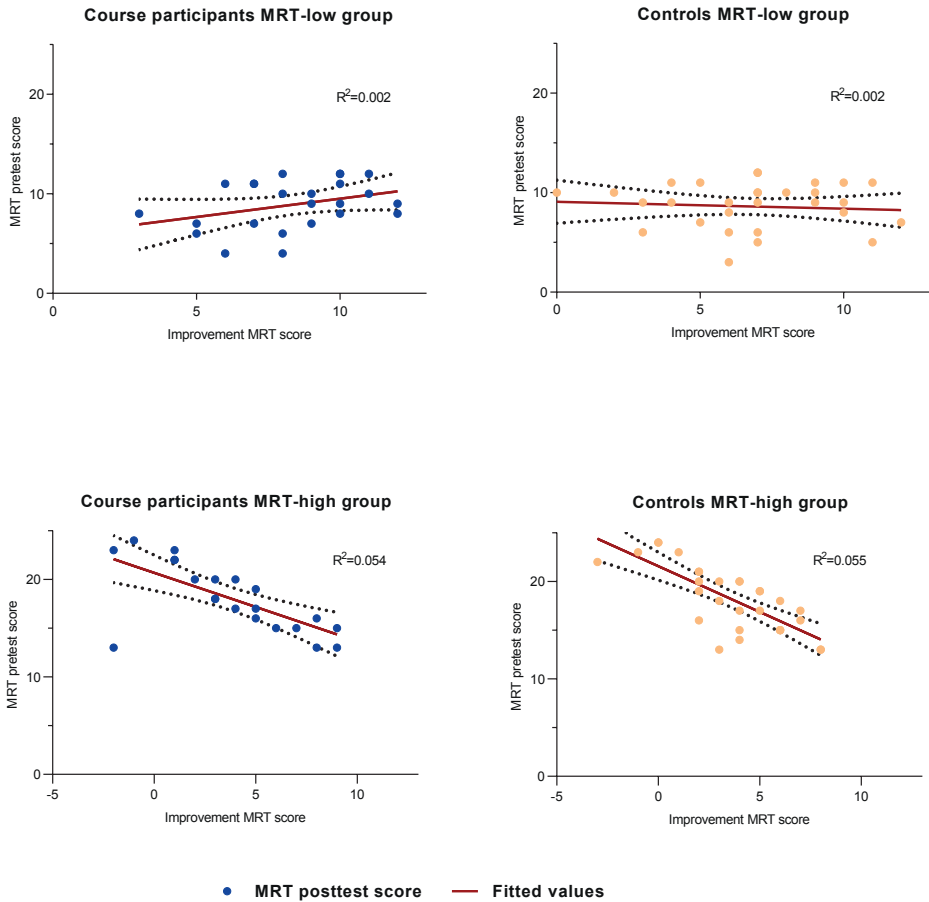 Course participants MRT-low group
MRT pretest score
20
10
0
R²=0.002
0
5
10
Improvement MRT score
Controls MRT-low group
MRT pretest score
20
10
0
R²=0.002
0
5
10
Improvement MRT score
Course participants MRT-high group
MRT pretest score
20
10
0
R²=0.054
-5
0
5
10
Improvement MRT score
Controls MRT-high group
MRT pretest score
20
10
0
R²=0.055
-5
0
5
10
Improvement MRT score
MRT posttest score
Fitted values